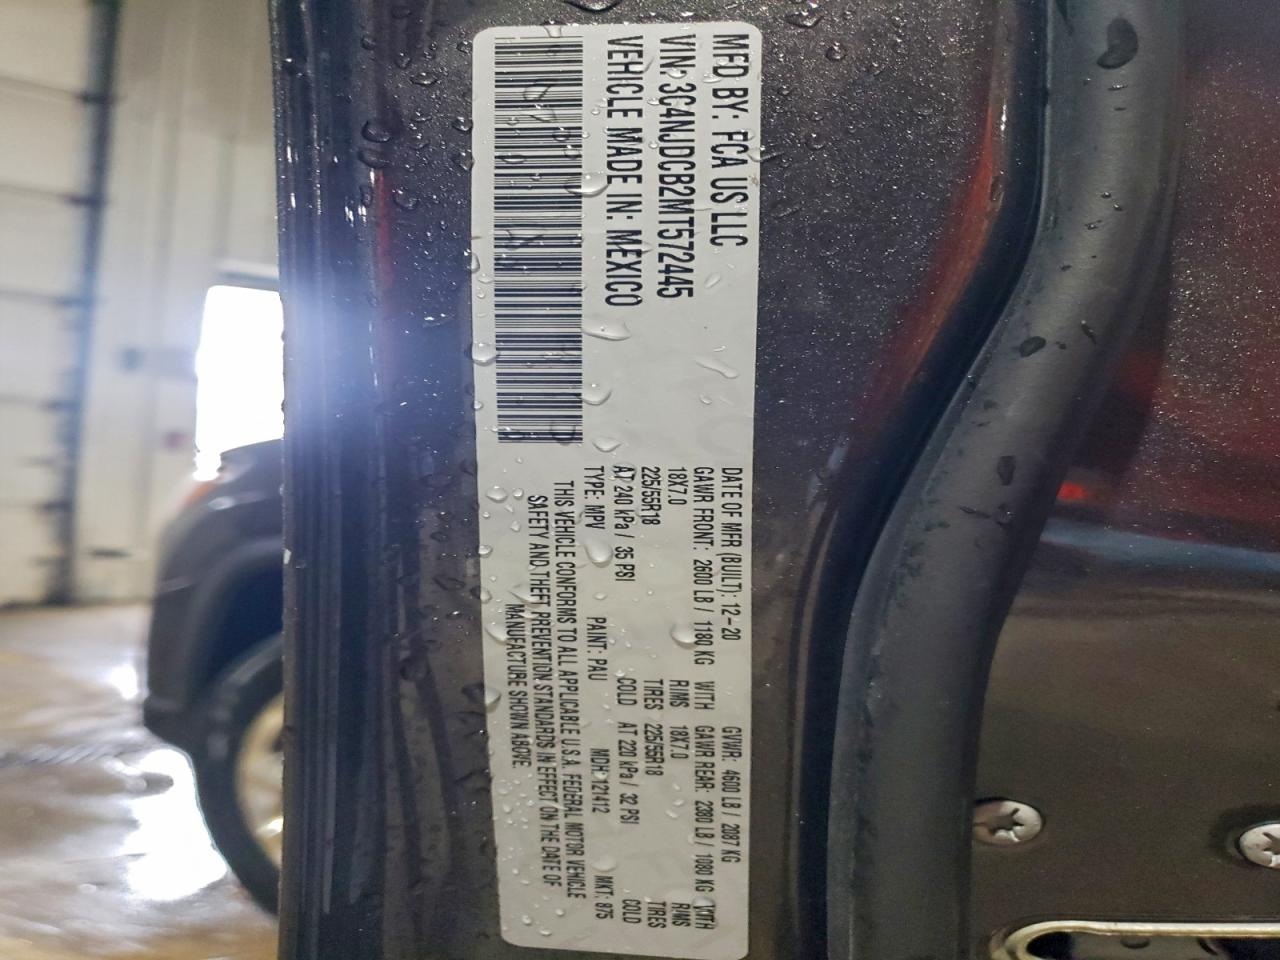 MFD BY: FCA US LLC
VIN: 3C4NJDCB2MT572445
VEHICLE MADE IN: MEXICO
DATE OF MFR (BUILT): 12-20 GVWR: 4600 LB / 2087 KG
GAWR FRONT: 2600 LB / 1180 KG WITH GAWR REAR: 2380 LB / 1080 KG WITH
18X7.0 RIMS 18X7.0 RIMS
225/55R18 TIRES 225/55R18 TIRES
AT 240 kPa / 35 PSI COLD AT 220 kPa / 32 PSI COLD
TYPE: MPV PAINT: PAU MDH: 121412 MKT: 875
THIS VEHICLE CONFORMS TO ALL APPLICABLE U.S.A. FEDERAL MOTOR VEHICLE
SAFETY AND THEFT PREVENTION STANDARDS IN EFFECT ON THE DATE OF
MANUFACTURE SHOWN ABOVE.